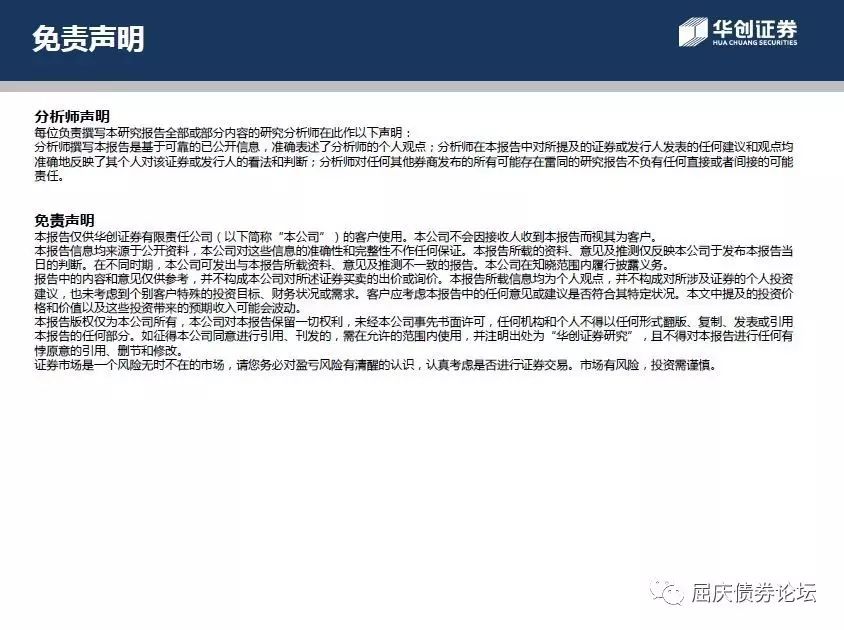 免责声明
华创证券
HUA CHUANG SECURITIES
分析师声明
每位负责撰写本研究报告全部或部分内容的研究分析师在此作以下声明：
分析师撰写本报告是基于可靠的已公开信息，准确表述了分析师的个人观点；分析师在本报告中对所提及的证券或发行人发表的任何建议和观点均
准确地反映了其个人对该证券或发行人的看法和判断；分析师对任何其他券商发布的所有可能存在雷同的研究报告不负有任何直接或者间接的可能
责任。
免责声明
本报告仅供华创证券有限责任公司（以下简称“本公司”）的客户使用。本公司不会因接收人收到本报告而视其为客户。
本报告信息均来源于公开资料，本公司对这些信息的准确性和完整性不作任何保证。本报告所载的资料、意见及推测仅反映本公司于发布本报告当
日的判断。在不同时期，本公司可发出与本报告所载资料、意见及推测不一致的报告。本公司在知晓范围内履行披露义务。
报告中的内容和意见仅供参考，并不构成本公司对所述证券买卖的出价或询价。本报告所载信息均为个人观点，并不构成对所涉及证券的个人投资
建议，也未考虑到个别客户特殊的投资目标、财务状况或需求。客户应考虑本报告中的任何意见或建议是否符合其特定状况。本文中提及的投资价
格和价值以及这些投资带来的预期收入可能会波动。
本报告版权仅为本公司所有，本公司对本报告保留一切权利，未经本公司事先书面许可，任何机构和个人不得以任何形式翻版、复制、发表或引用
本报告的任何部分。如征得本公司同意进行引用、刊发的，需在允许的范围内使用，并注明出处为“华创证券研究”，且不得对本报告进行任何有
悖原意的引用、删节和修改。
证券市场是一个风险无时不在的市场，请您务必对盈亏风险有清醒的认识，认真考虑是否进行证券交易。市场有风险，投资需谨慎。
屈庆债券论坛